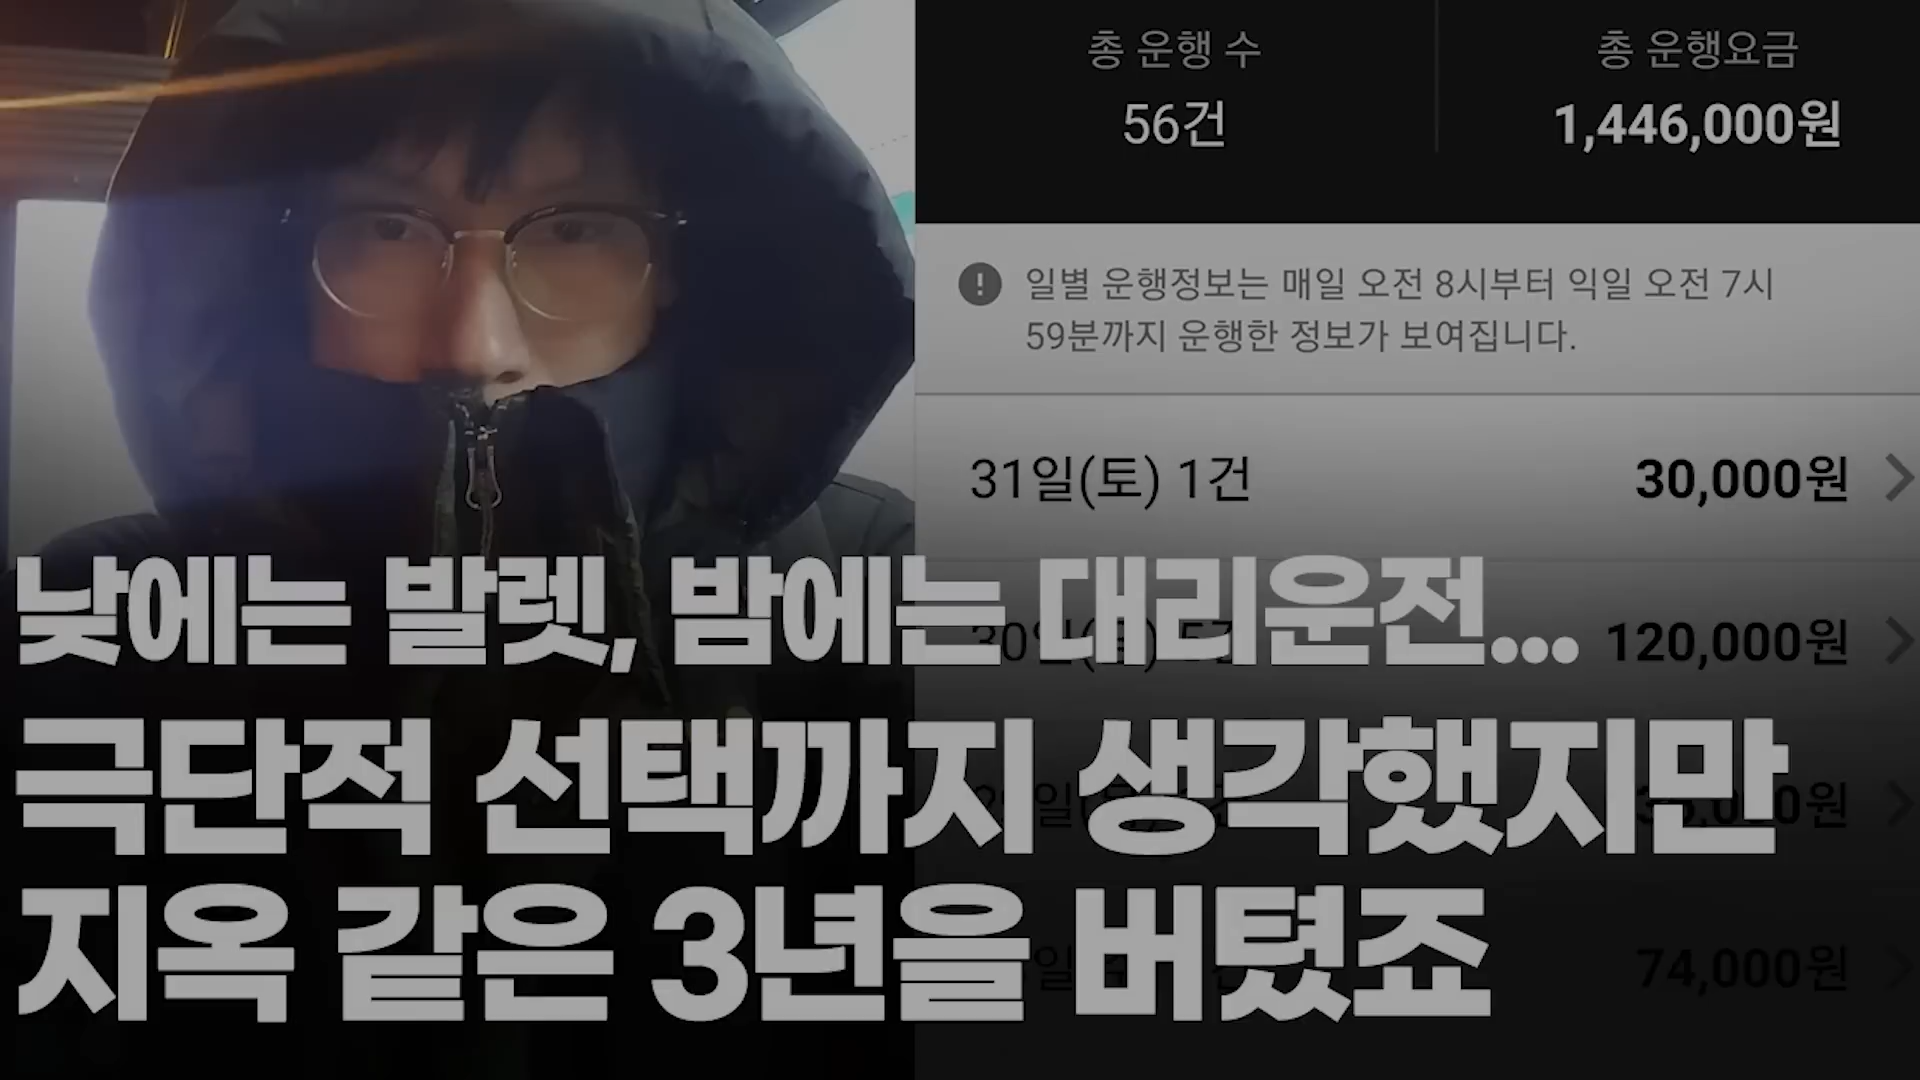 총 운행 수
56건
총 운행요금
1,446,000원
일별 운행정보는 매일 오전 8시부터 익일 오전 7시
59분까지 운행한 정보가 보여집니다.
31일(토) 1건 30,000원
120,000원
74,000원
낮에는 발렛, 밤에는 대리운전...
극단적 선택까지 생각했지만
지옥 같은 3년을 버텼죠